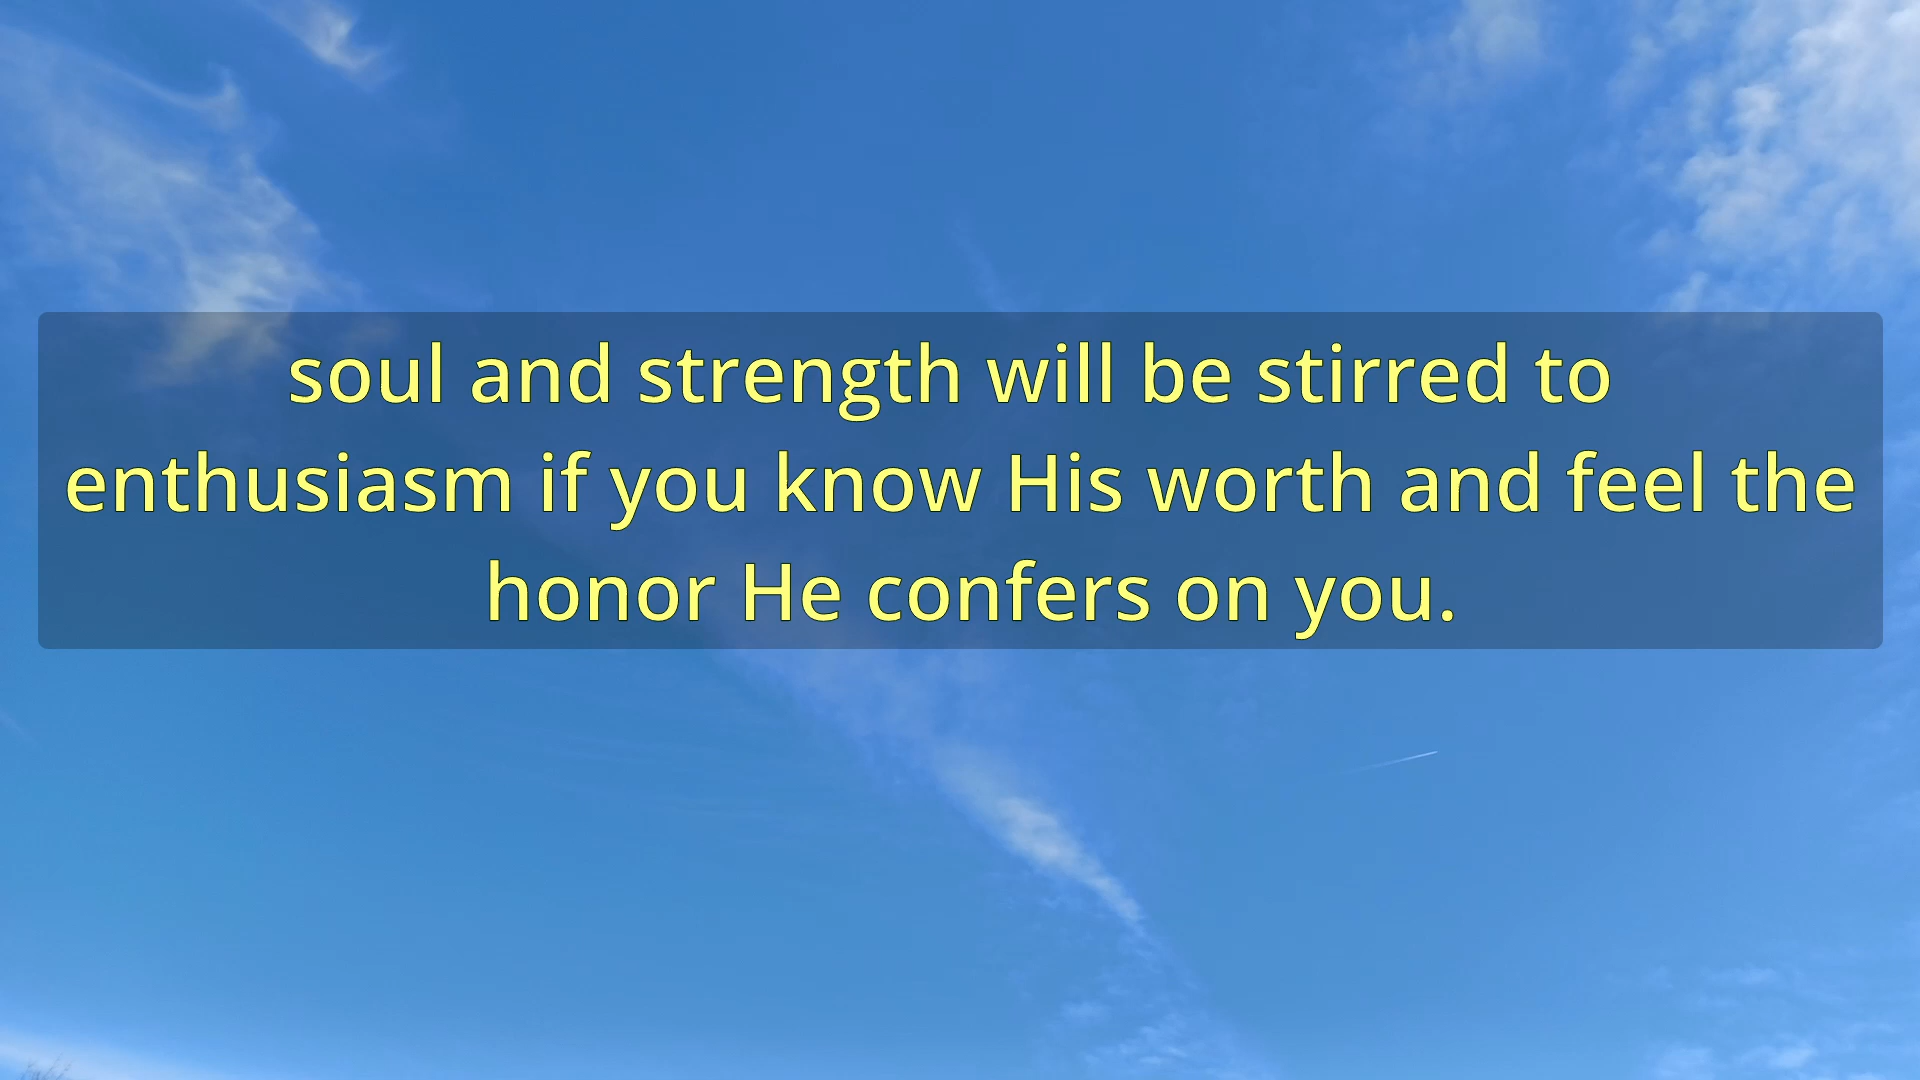 soul and strength will be stirred to
enthusiasm if you know His worth and feel the
honor He confers on you.